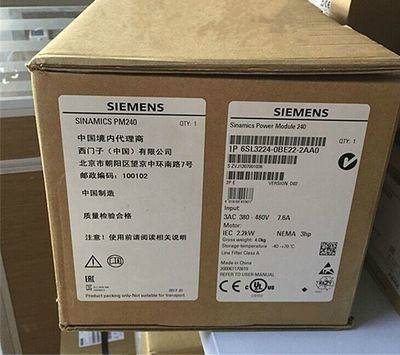 SIEMENS
SINAMICS PM240
QTY: 1
中国境内代理商
西门子（中国）有限公司
北京市朝阳区望京中环南路7号
邮政编码：100102
中国制造
质量检验合格
注意：使用前请阅读相关说明
EAC
Product packing only-Not suitable for transport
SIEMENS
Sinamics Power Module 240
QTY: 1
1P 6SL3224-0BE22-2AA0
VERSION D02
Input:
3AC 380 - 480V 7.6A
Motor:
IEC 2.2kW NEMA 3hp
Gross weight: 4.0kg
Storage temperature -40 -+70 °C
Line Filter Class A
Made in China
REFER TO USER-MANUAL
CE
UL